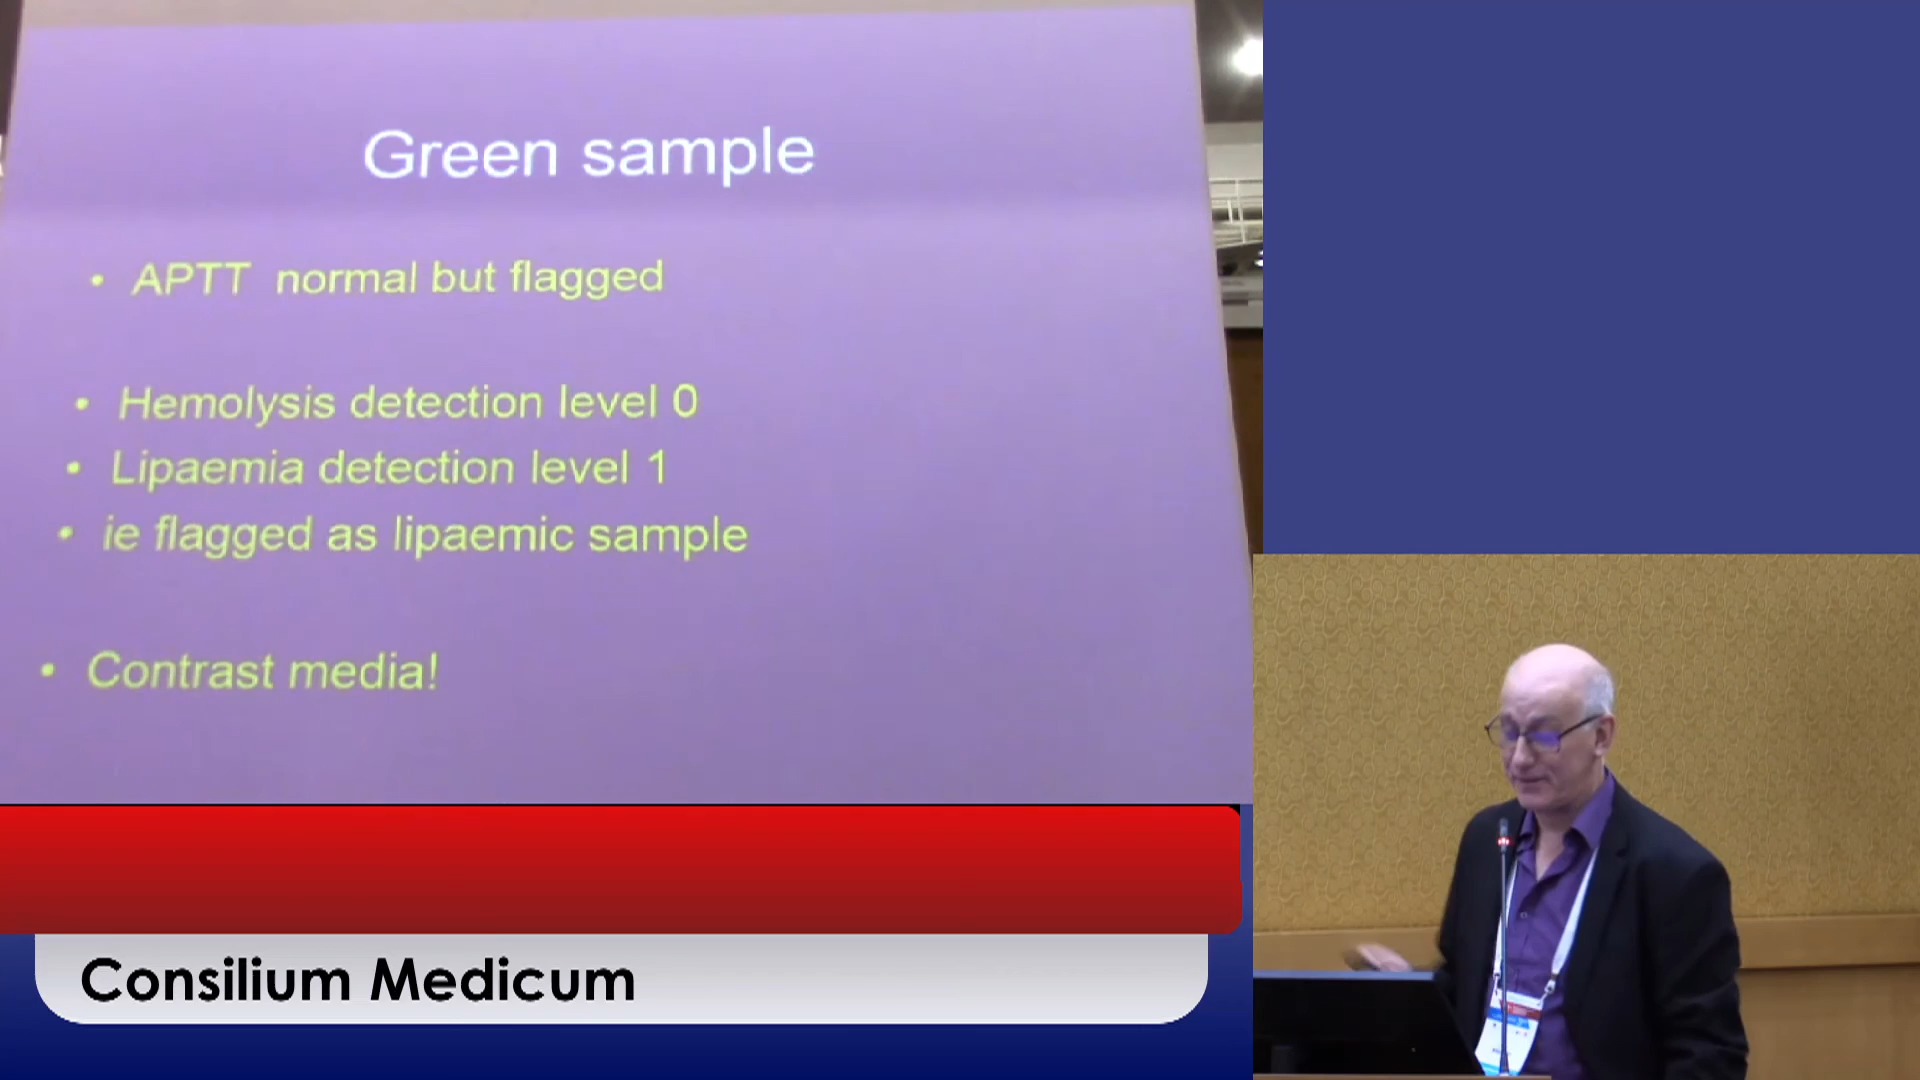 Green sample
• APTT normal but flagged
• Hemolysis detection level 0
• Lipaemia detection level 1
• ie flagged as lipaemic sample
• Contrast media!
Consilium Medicum